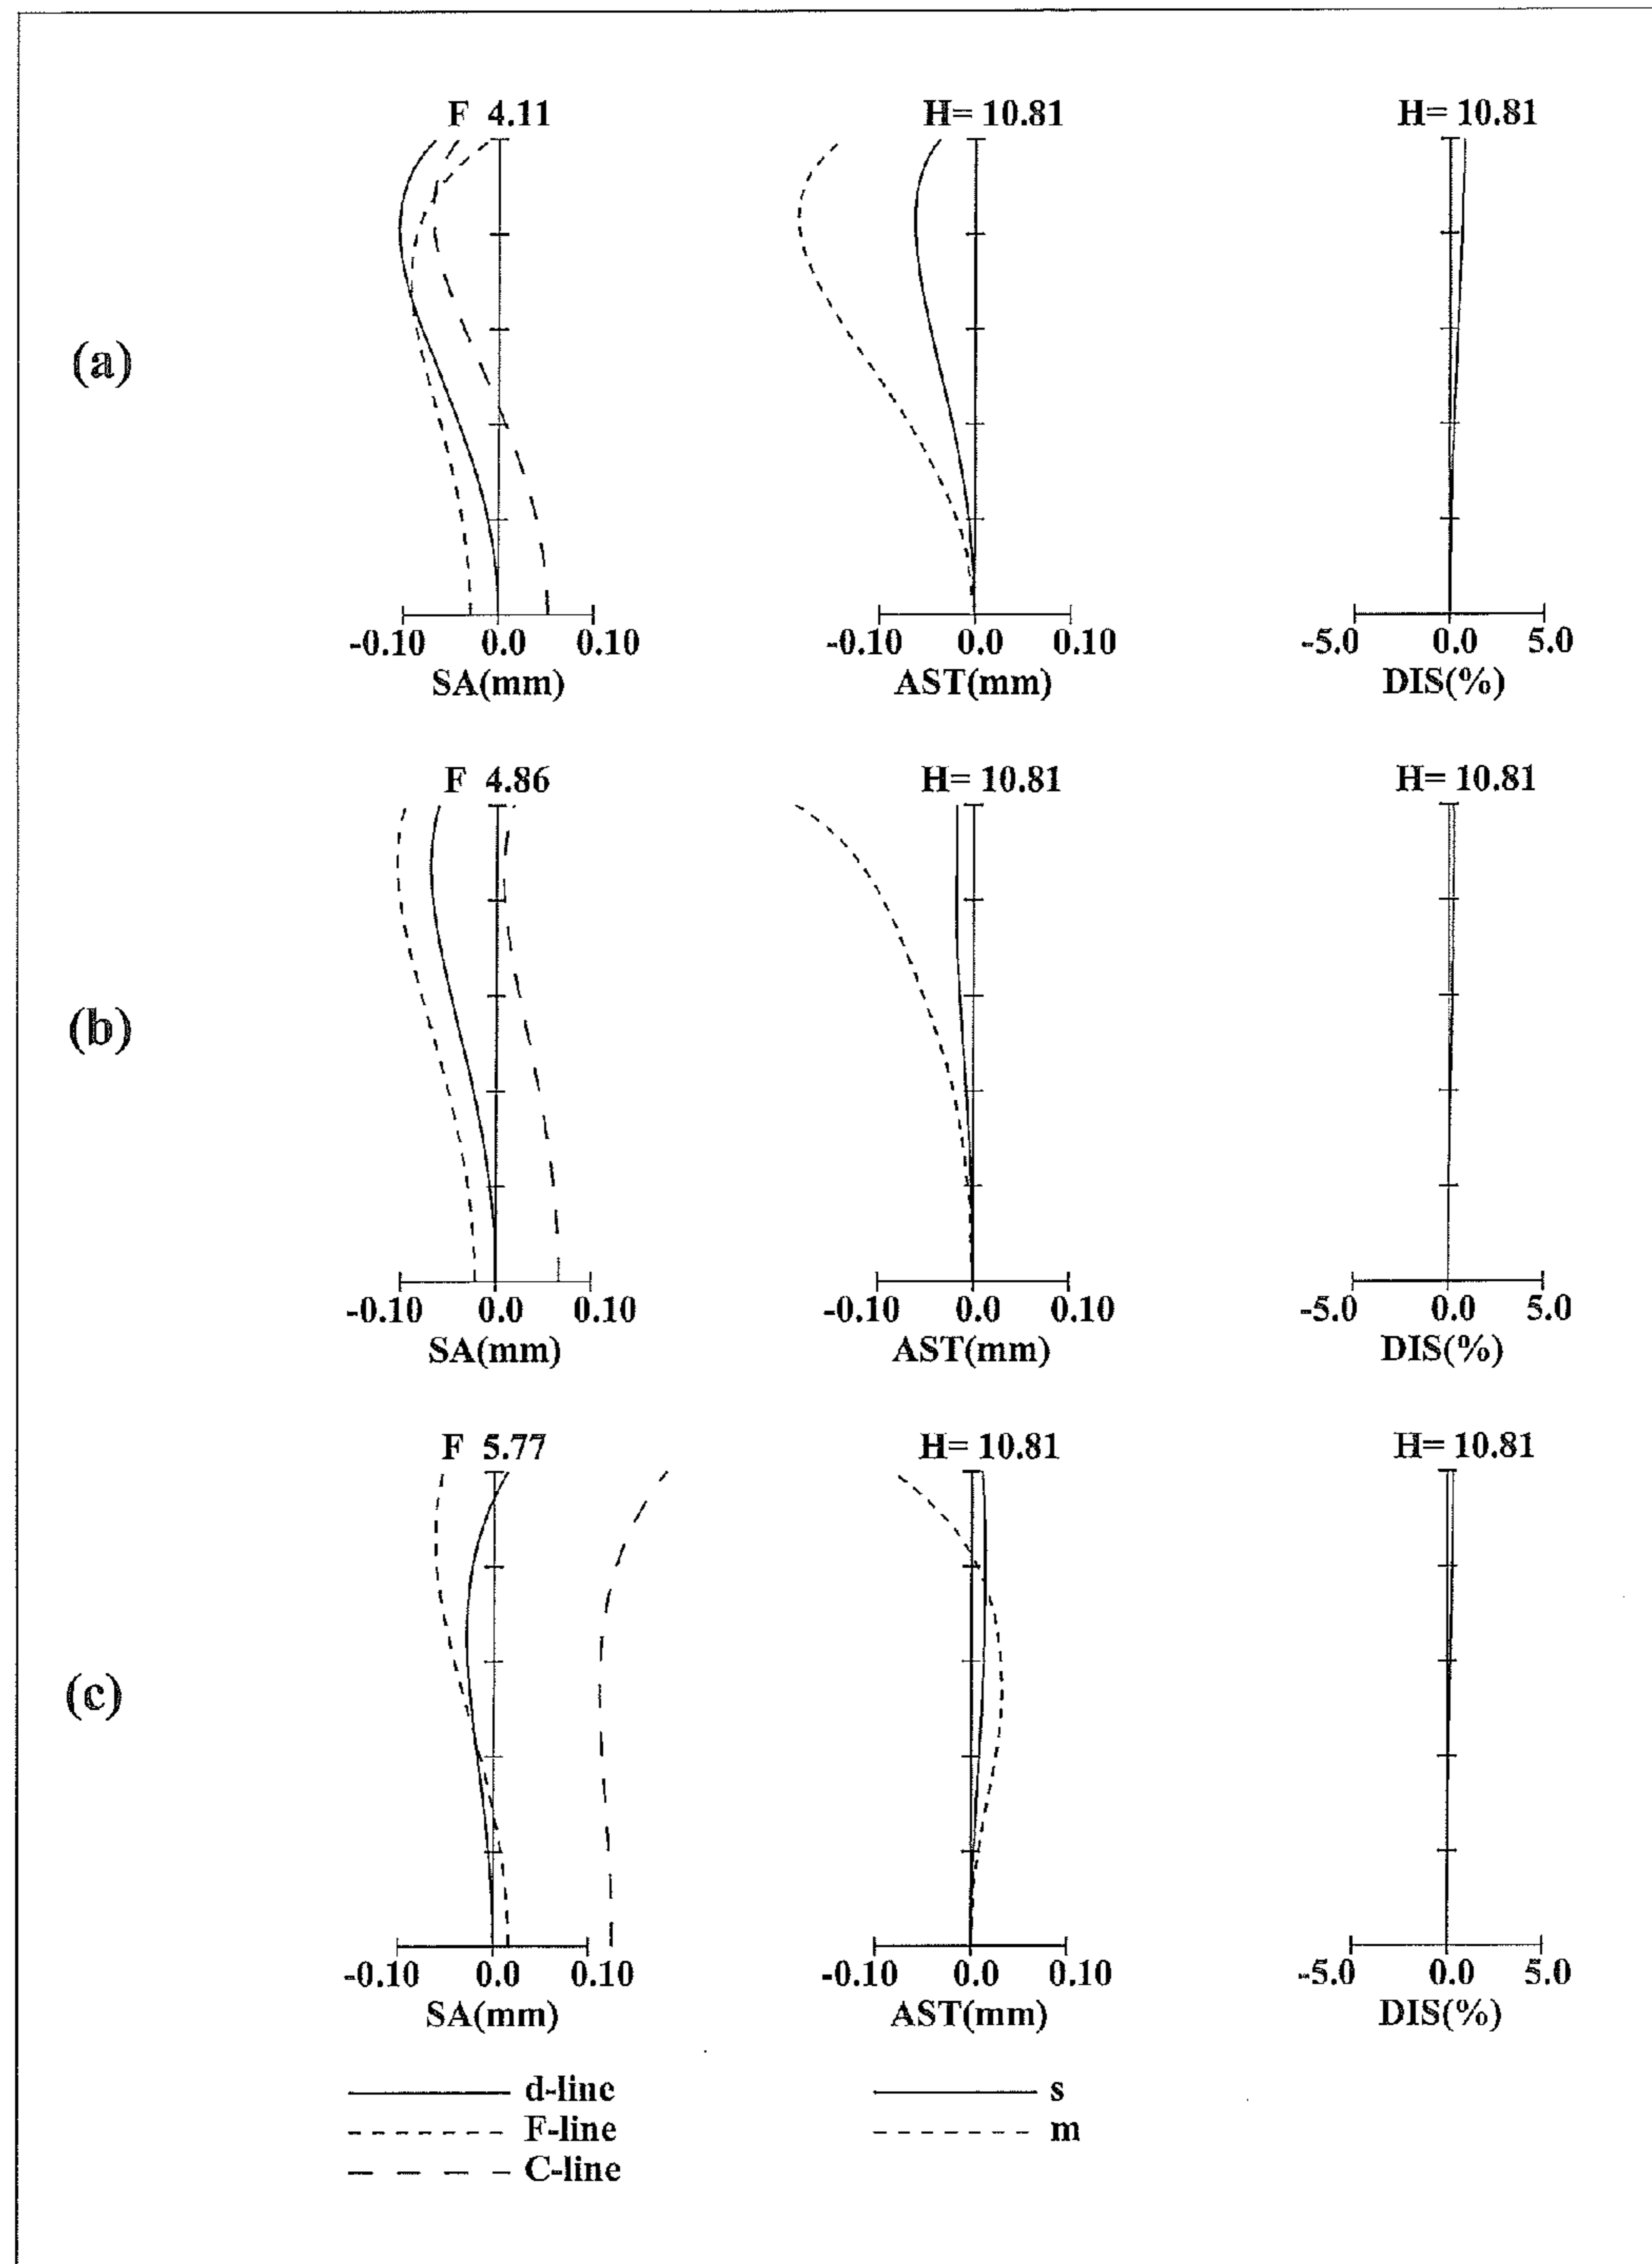 F 4.11 H= 10.81 H= 10.81
(a)
-0.10 0.0 0.10 -0.10 0.0 0.10 -5.0 0.0 5.0
SA(mm) AST(mm) DIS(%)
F 4.86 H= 10.81 H= 10.81
(b)
-0.10 0.0 0.10 -0.10 0.0 0.10 -5.0 0.0 5.0
SA(mm) AST(mm) DIS(%)
F 5.77 H= 10.81 H= 10.81
(c)
-0.10 0.0 0.10 -0.10 0.0 0.10 -5.0 0.0 5.0
SA(mm) AST(mm) DIS(%)
d-line s
F-line m
C-line